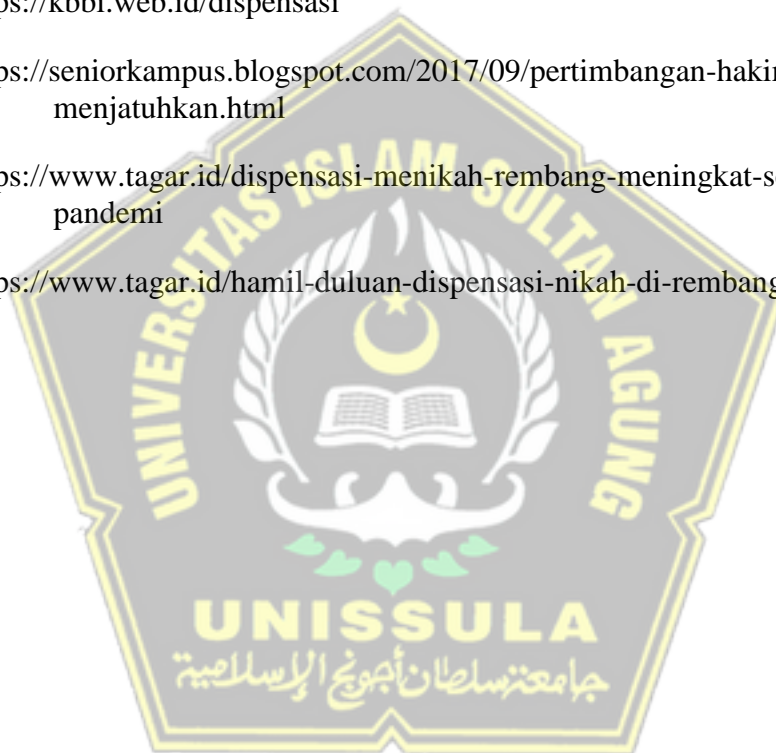 ps://kbbi.web.id/dispensasi
ps://seniorkampus.blogspot.com/2017/09/pertimbangan-hakim
menjatuhkan.html
ps://www.tagar.id/dispensasi-menikah-rembang-meningkat-se
pandemi
ps://www.tagar.id/hamil-duluan-dispensasi-nikah-di-rembang
UNIVERSITAS ISLAM SULTAN AGUNG
UNISSULA
جامعة سلطان أجونج الإسلامية